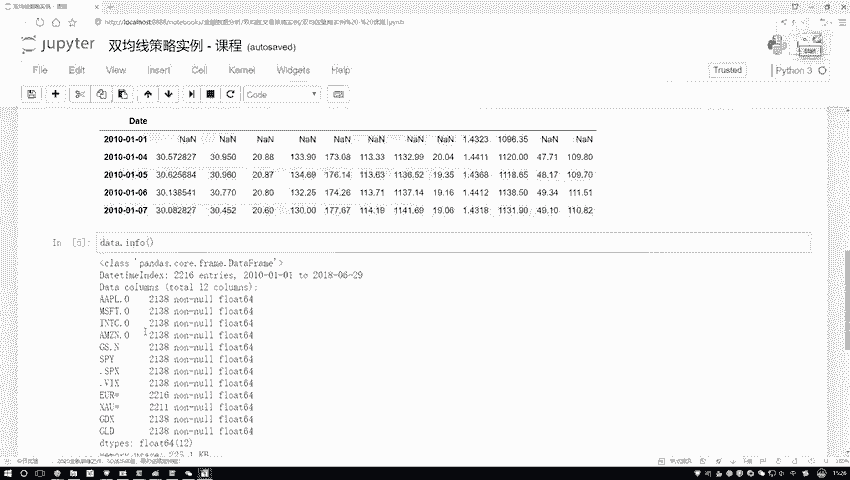 双均线策略实例 - 课程
http://localhost:8888/notebooks/
jupyter 双均线策略实例 - 课程 (autosaved)
File Edit View Insert Cell Kernel Widgets Help
Trusted Python 3
Code
Date
2010-01-01 NaN NaN NaN NaN NaN NaN NaN NaN 1.4323 1096.35 NaN NaN
2010-01-04 30.572827 30.950 20.88 133.90 173.08 113.33 1132.99 20.04 1.4411 1120.00 47.71 109.80
2010-01-05 30.625684 30.960 20.87 134.69 176.14 113.63 1136.52 19.35 1.4368 1118.65 48.17 109.70
2010-01-06 30.138541 30.770 20.80 132.25 174.26 113.71 1137.14 19.16 1.4412 1138.50 49.34 111.51
2010-01-07 30.082827 30.452 20.60 130.00 177.67 114.19 1141.69 19.06 1.4318 1131.90 49.10 110.82
In [5]: data.info()
<class 'pandas.core.frame.DataFrame'>
DatetimeIndex: 2216 entries, 2010-01-01 to 2018-06-29
Data columns (total 12 columns):
AAPL.O 2138 non-null float64
MSFT.O 2138 non-null float64
INTC.O 2138 non-null float64
AMZN.O 2138 non-null float64
GS.N 2138 non-null float64
SPY 2138 non-null float64
.SPX 2138 non-null float64
.VIX 2138 non-null float64
EUR= 2216 non-null float64
XAU= 2211 non-null float64
GDX 2138 non-null float64
GLD 2138 non-null float64
dtypes: float64(12)
225.1 KB
15:26